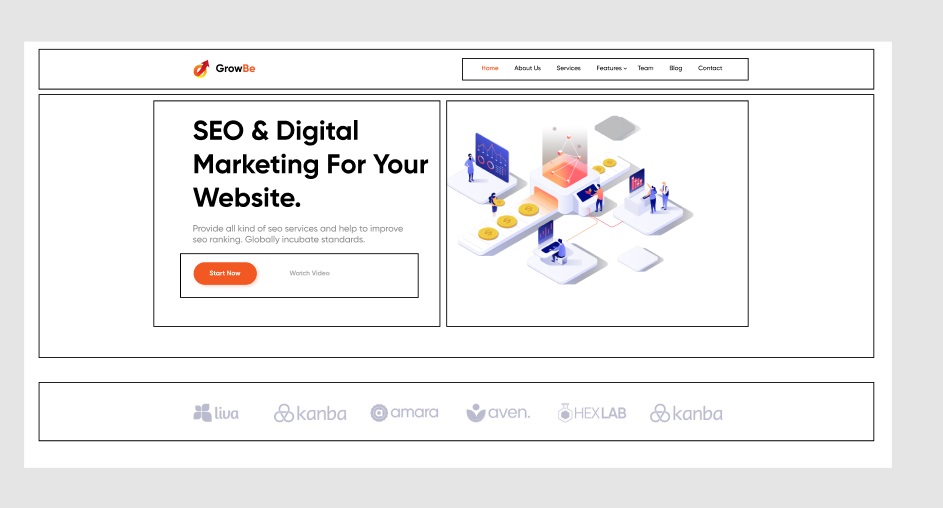 GrowBe
Home About Us Services Features Team Blog Contact
SEO & Digital
Marketing For Your
Website.
Provide all kind of seo services and help to improve
seo ranking. Globally incubate standards.
Start Now Watch Video
liva kanba amara aven. HEXLAB kanba